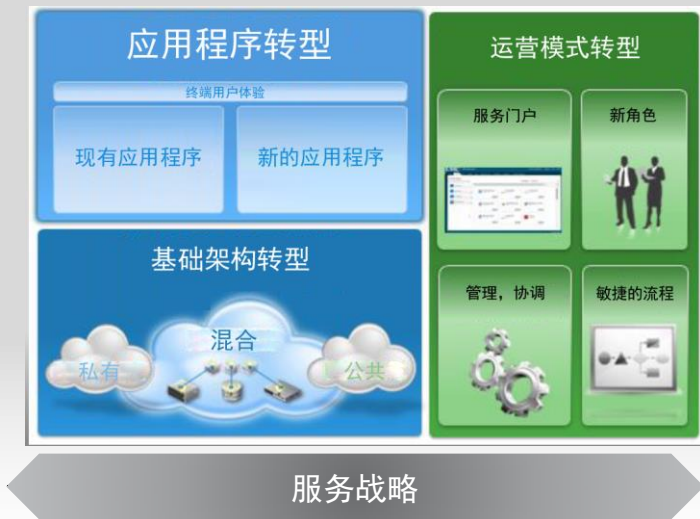 应用程序转型
终端用户体验
现有应用程序
新的应用程序
基础架构转型
混合
私有
公共
运营模式转型
服务门户
新角色
管理，协调
敏捷的流程
服务战略